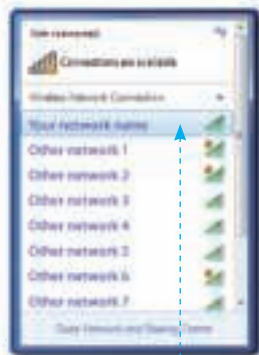 Not connected
Connections are available
Wireless Network Connection
Your network name
Other network 1
Other network 2
Other network 3
Other network 4
Other network 5
Other network 6
Other network 7
Open Network and Sharing Center